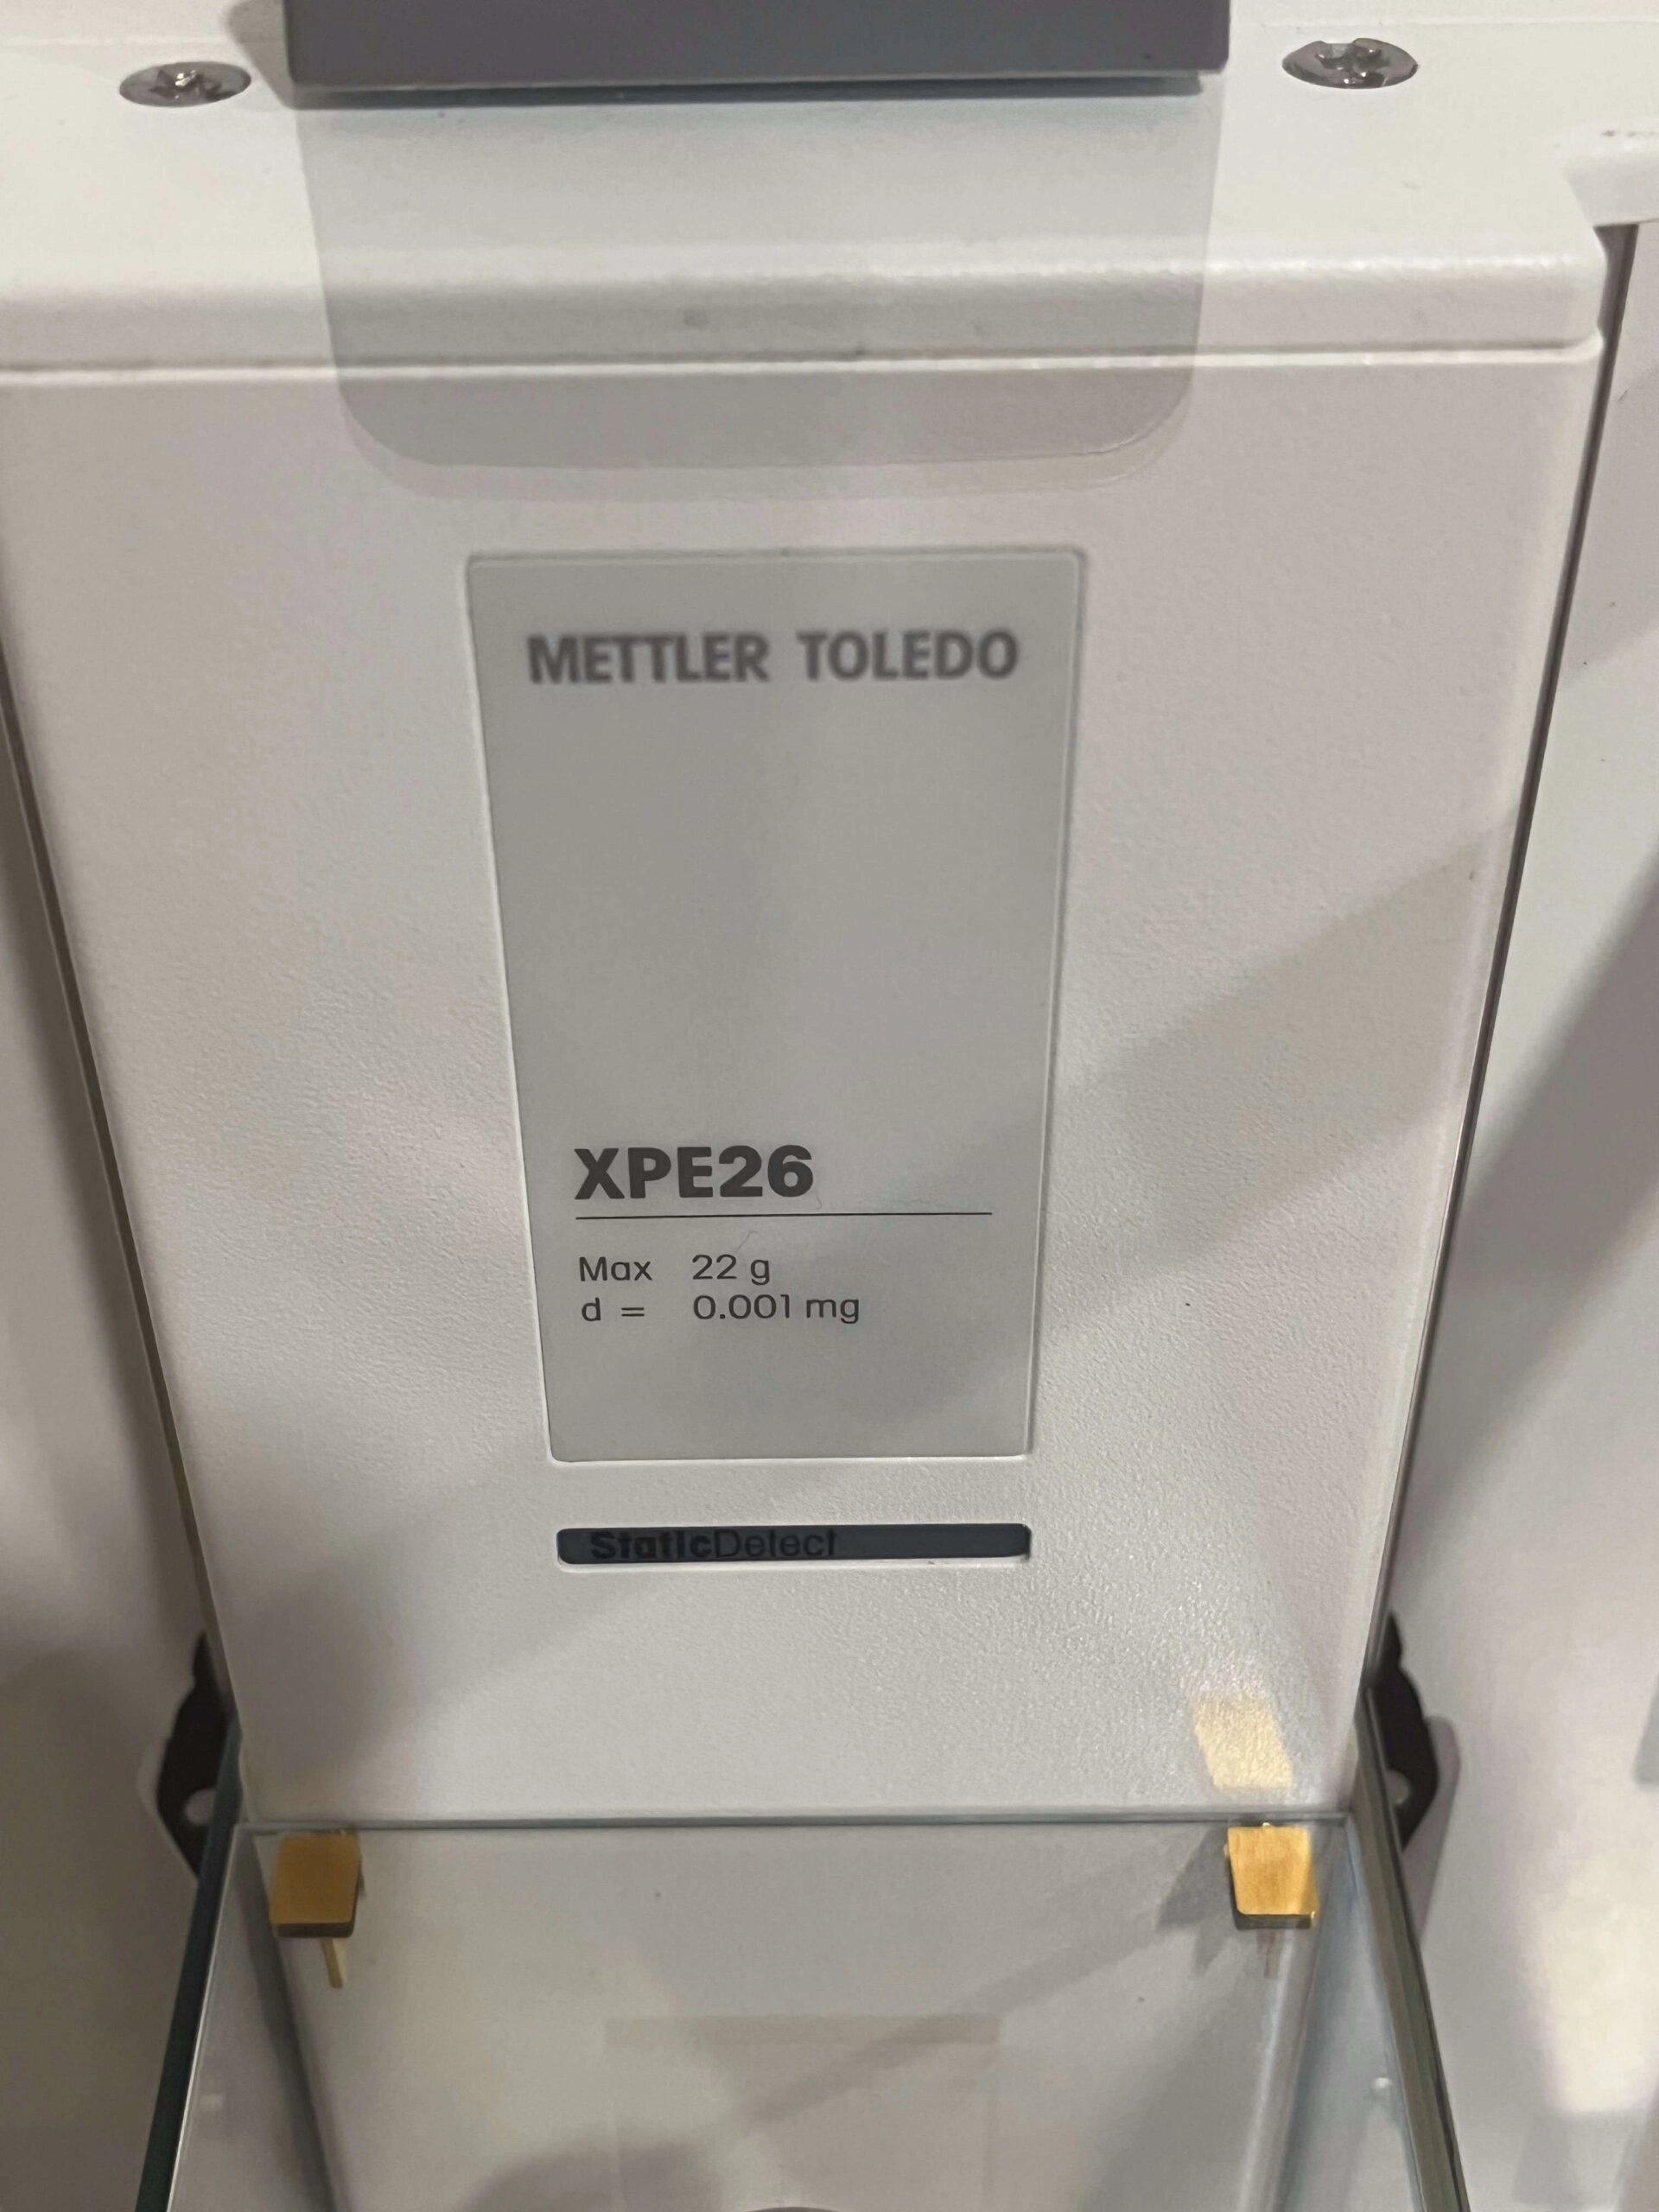 METTLER TOLEDO
XPE26
Max 22 g
d = 0.001 mg
StaticDetect